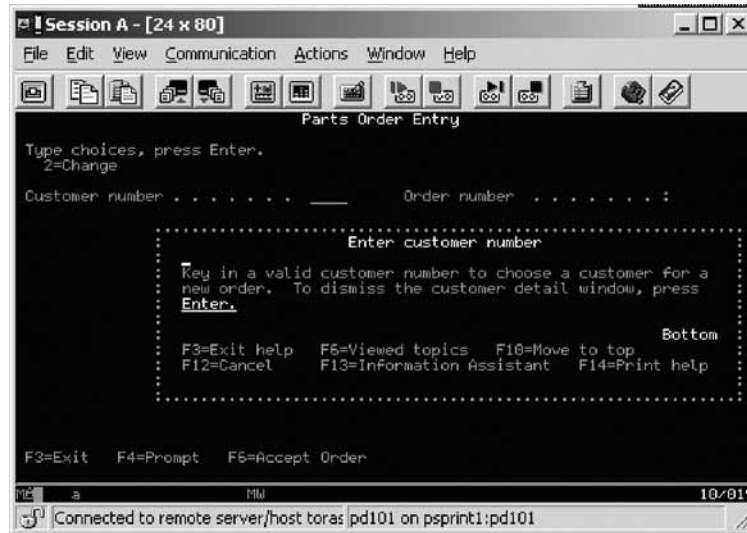 Session A - [24 x 80]
File Edit View Communication Actions Window Help
Parts Order Entry
Type choices, press Enter.
2=Change
Customer number . . . . . . . ____ Order number . . . . . . . :
Enter customer number
Key in a valid customer number to choose a customer for a
new order. To dismiss the customer detail window, press
Enter.
Bottom
F3=Exit help F6=Viewed topics F10=Move to top
F12=Cancel F13=Information Assistant F14=Print help
F3=Exit F4=Prompt F6=Accept Order
a MW 10/019
Connected to remote server/host toras pd101 on psprint1:pd101